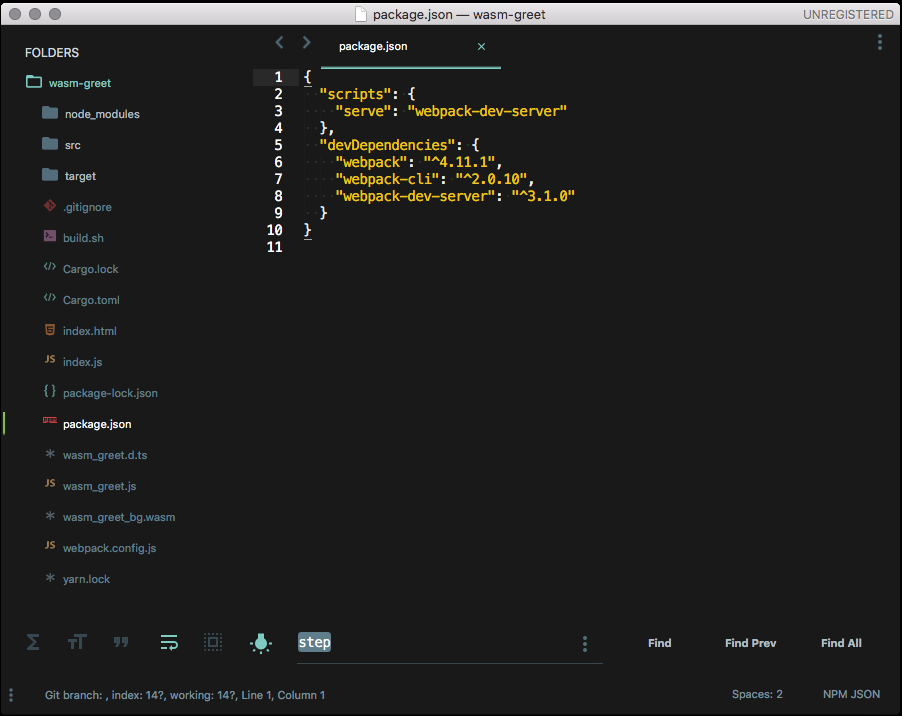 package.json — wasm-greet
UNREGISTERED
FOLDERS
wasm-greet
node_modules
src
target
.gitignore
build.sh
Cargo.lock
Cargo.toml
index.html
JS index.js
{ } package-lock.json
package.json
wasm_greet.d.ts
JS wasm_greet.js
wasm_greet_bg.wasm
JS webpack.config.js
yarn.lock
package.json ×
1 {
2 "scripts": {
3 "serve": "webpack-dev-server"
4 },
5 "devDependencies": {
6 "webpack": "^4.11.1",
7 "webpack-cli": "^2.0.10",
8 "webpack-dev-server": "^3.1.0"
9 }
10 }
11
step
Find
Find Prev
Find All
Git branch: , index: 14?, working: 14?, Line 1, Column 1
Spaces: 2
NPM JSON